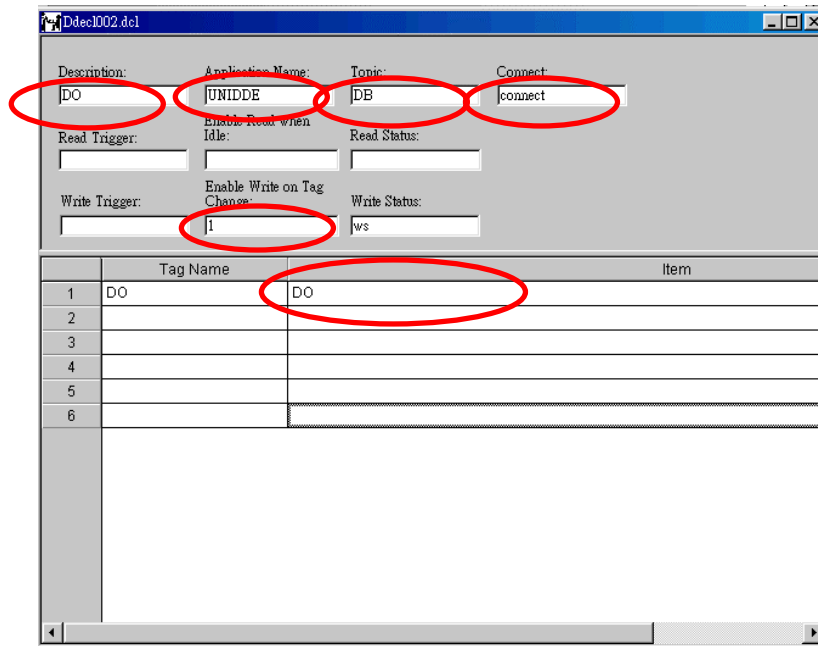 Ddecl002.dcl
Description: Application Name: Topic: Connect:
DO UNIDDE DB connect
Read Trigger: Enable Read when Idle: Read Status:
Write Trigger: Enable Write on Tag Change: Write Status:
1 ws
Tag Name Item
1 DO DO
2
3
4
5
6